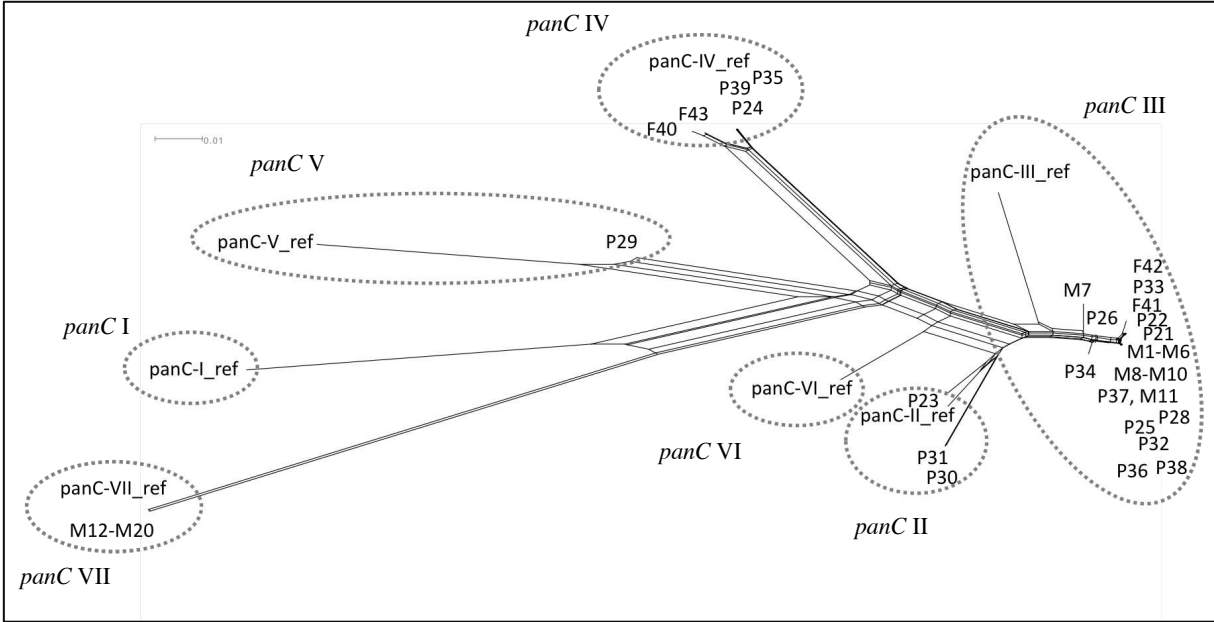 panC IV
panC-IV_ref
P35
P39
F43
P24
F40
panC III
0.01
panC V
panC-III_ref
panC-V_ref
P29
F42
M7
P33
F41
P26
P22
P21
panC I
M1-M6
panC-I_ref
P34
M8-M10
panC-VI_ref
P37, M11
P23
panC-II_ref
P28
P25
P32
panC VI
P31
P36
P38
P30
panC-VII_ref
M12-M20
panC II
panC VII